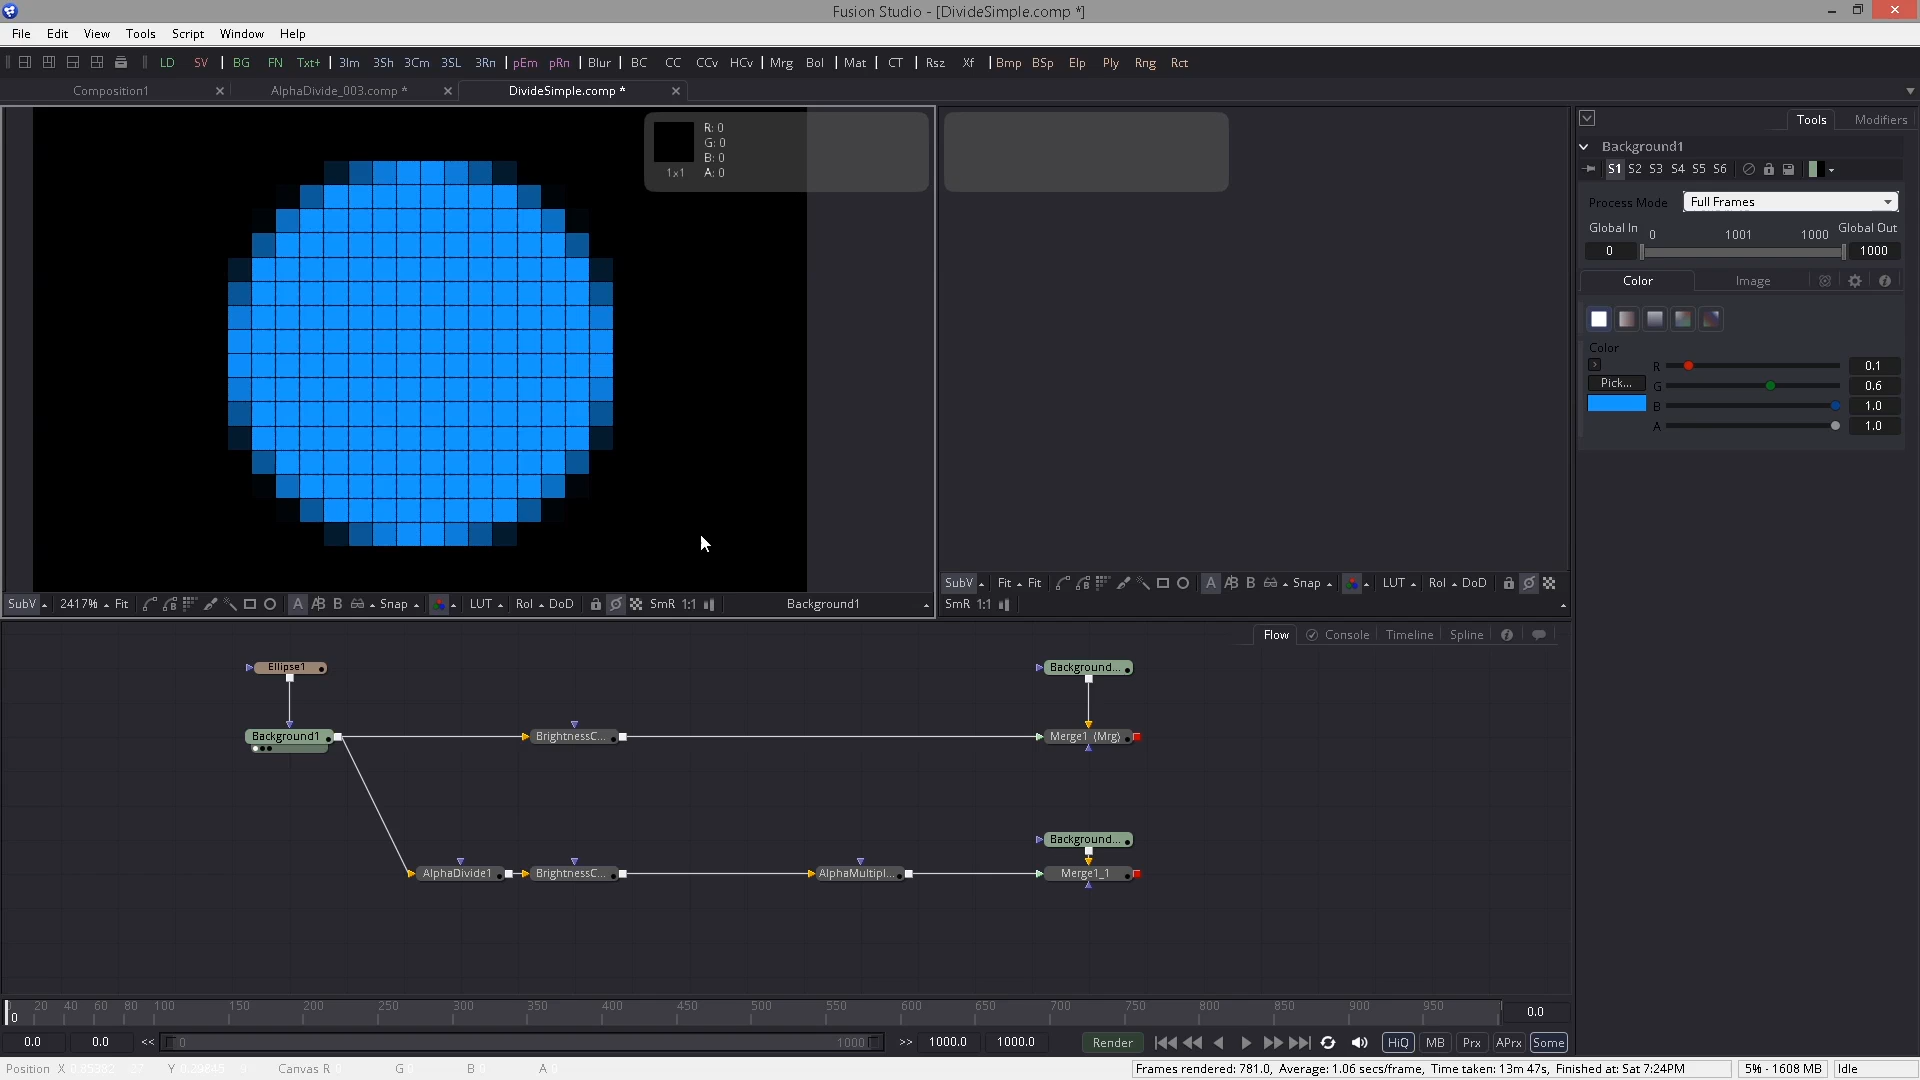 Fusion Studio - [DivideSimple.comp *]
File Edit View Tools Script Window Help
LD SV BG FN Txt+ 3Im 3Sh 3Cm 3SL 3Rn pEm pRn Blur BC CC CCv HCv Mrg Bol Mat CT Rsz Xf Bmp BSp Elp Ply Rng Rct
Composition1 AlphaDivide_003.comp * DivideSimple.comp *
R: 0
G: 0
B: 0
A: 0
1x1
Tools Modifiers
Background1
S1 S2 S3 S4 S5 S6
Process Mode Full Frames
Global In 0 1001 1000 Global Out
0 1000
Color Image
Color
R 0.1
Pick... G 0.6
B 1.0
A 1.0
SubV Fit Fit A A/B B Snap LUT RoI DoD
SmR 1:1
SubV 2417% Fit A A/B B Snap LUT RoI DoD SmR 1:1 Background1
Flow Console Timeline Spline
Ellipse1 Background...
Background1 BrightnessC... Merge1 (Mrg)
Background...
AlphaDivide1 BrightnessC... AlphaMultipl... Merge1_1
0 20 40 60 80 100 150 200 250 300 350 400 450 500 550 600 650 700 750 800 850 900 950 0.0
0.0 0.0 << 0 1000 >> 1000.0 1000.0 Render HiQ MB Prx APrx Some
Position X Y Canvas R G B A Frames rendered: 781.0, Average: 1.06 secs/frame, Time taken: 13m 47s, Finished at: Sat 7:24PM 5% - 1608 MB Idle